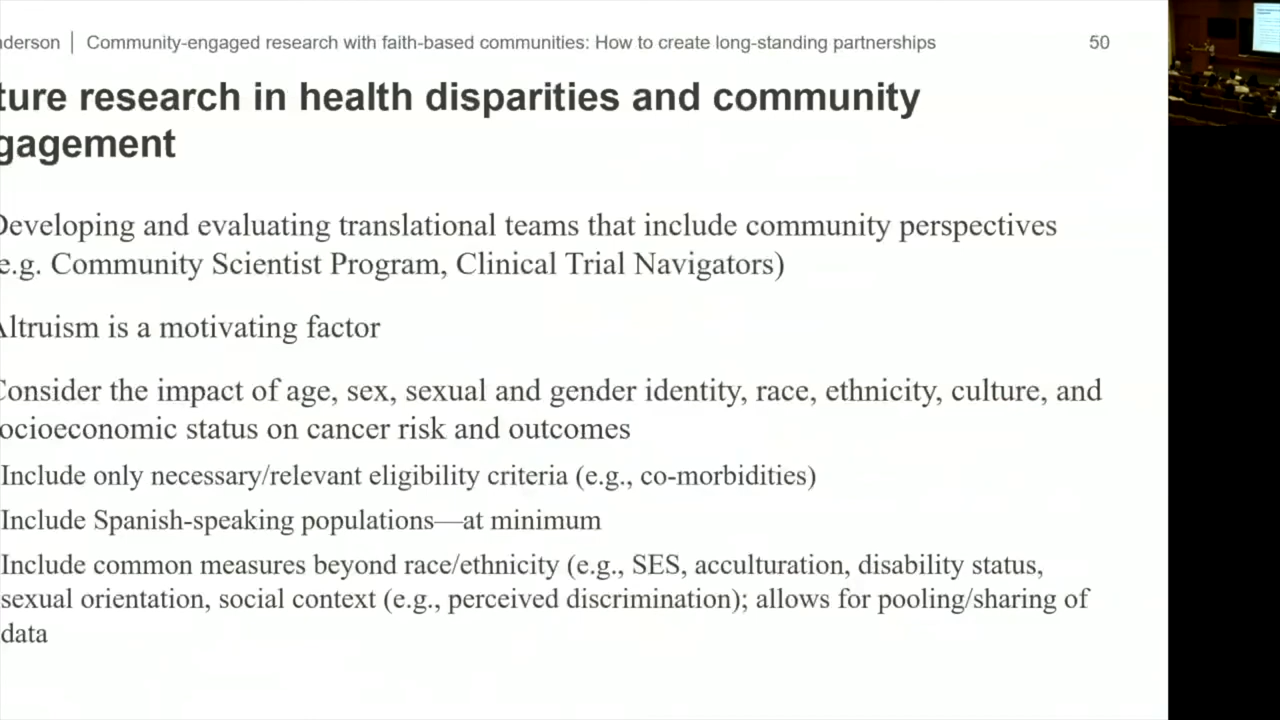 nderson | Community-engaged research with faith-based communities: How to create long-standing partnerships 50
ture research in health disparities and community
gagement
Developing and evaluating translational teams that include community perspectives
e.g. Community Scientist Program, Clinical Trial Navigators)
Altruism is a motivating factor
Consider the impact of age, sex, sexual and gender identity, race, ethnicity, culture, and
ocioeconomic status on cancer risk and outcomes
Include only necessary/relevant eligibility criteria (e.g., co-morbidities)
Include Spanish-speaking populations—at minimum
Include common measures beyond race/ethnicity (e.g., SES, acculturation, disability status,
sexual orientation, social context (e.g., perceived discrimination); allows for pooling/sharing of
data